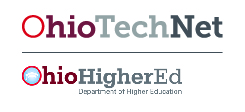 OhioTechNet
OhioHigherEd
Department of Higher Education